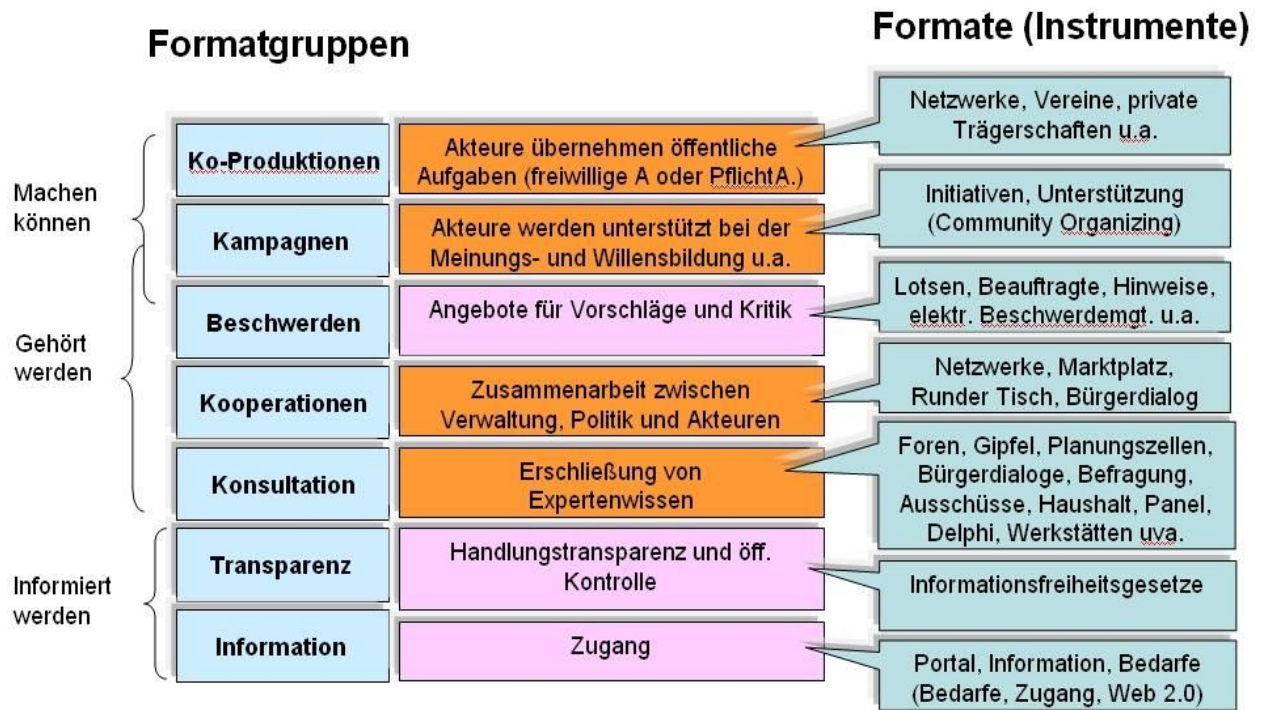 Formatgruppen
Formate (Instrumente)
Machen
können
Gehört
werden
Informiert
werden
Ko-Produktionen
Akteure übernehmen öffentliche
Aufgaben (freiwillige A oder PflichtA.)
Netzwerke, Vereine, private
Trägerschaften u.a.
Kampagnen
Akteure werden unterstützt bei der
Meinungs- und Willensbildung u.a.
Initiativen, Unterstützung
(Community Organizing)
Beschwerden
Angebote für Vorschläge und Kritik
Lotsen, Beauftragte, Hinweise,
elektr. Beschwerdemgt. u.a.
Kooperationen
Zusammenarbeit zwischen
Verwaltung, Politik und Akteuren
Netzwerke, Marktplatz,
Runder Tisch, Bürgerdialog
Konsultation
Erschließung von
Expertenwissen
Foren, Gipfel, Planungszellen,
Bürgerdialoge, Befragung,
Ausschüsse, Haushalt, Panel,
Delphi, Werkstätten uva.
Transparenz
Handlungstransparenz und öff.
Kontrolle
Informationsfreiheitsgesetze
Information
Zugang
Portal, Information, Bedarfe
(Bedarfe, Zugang, Web 2.0)